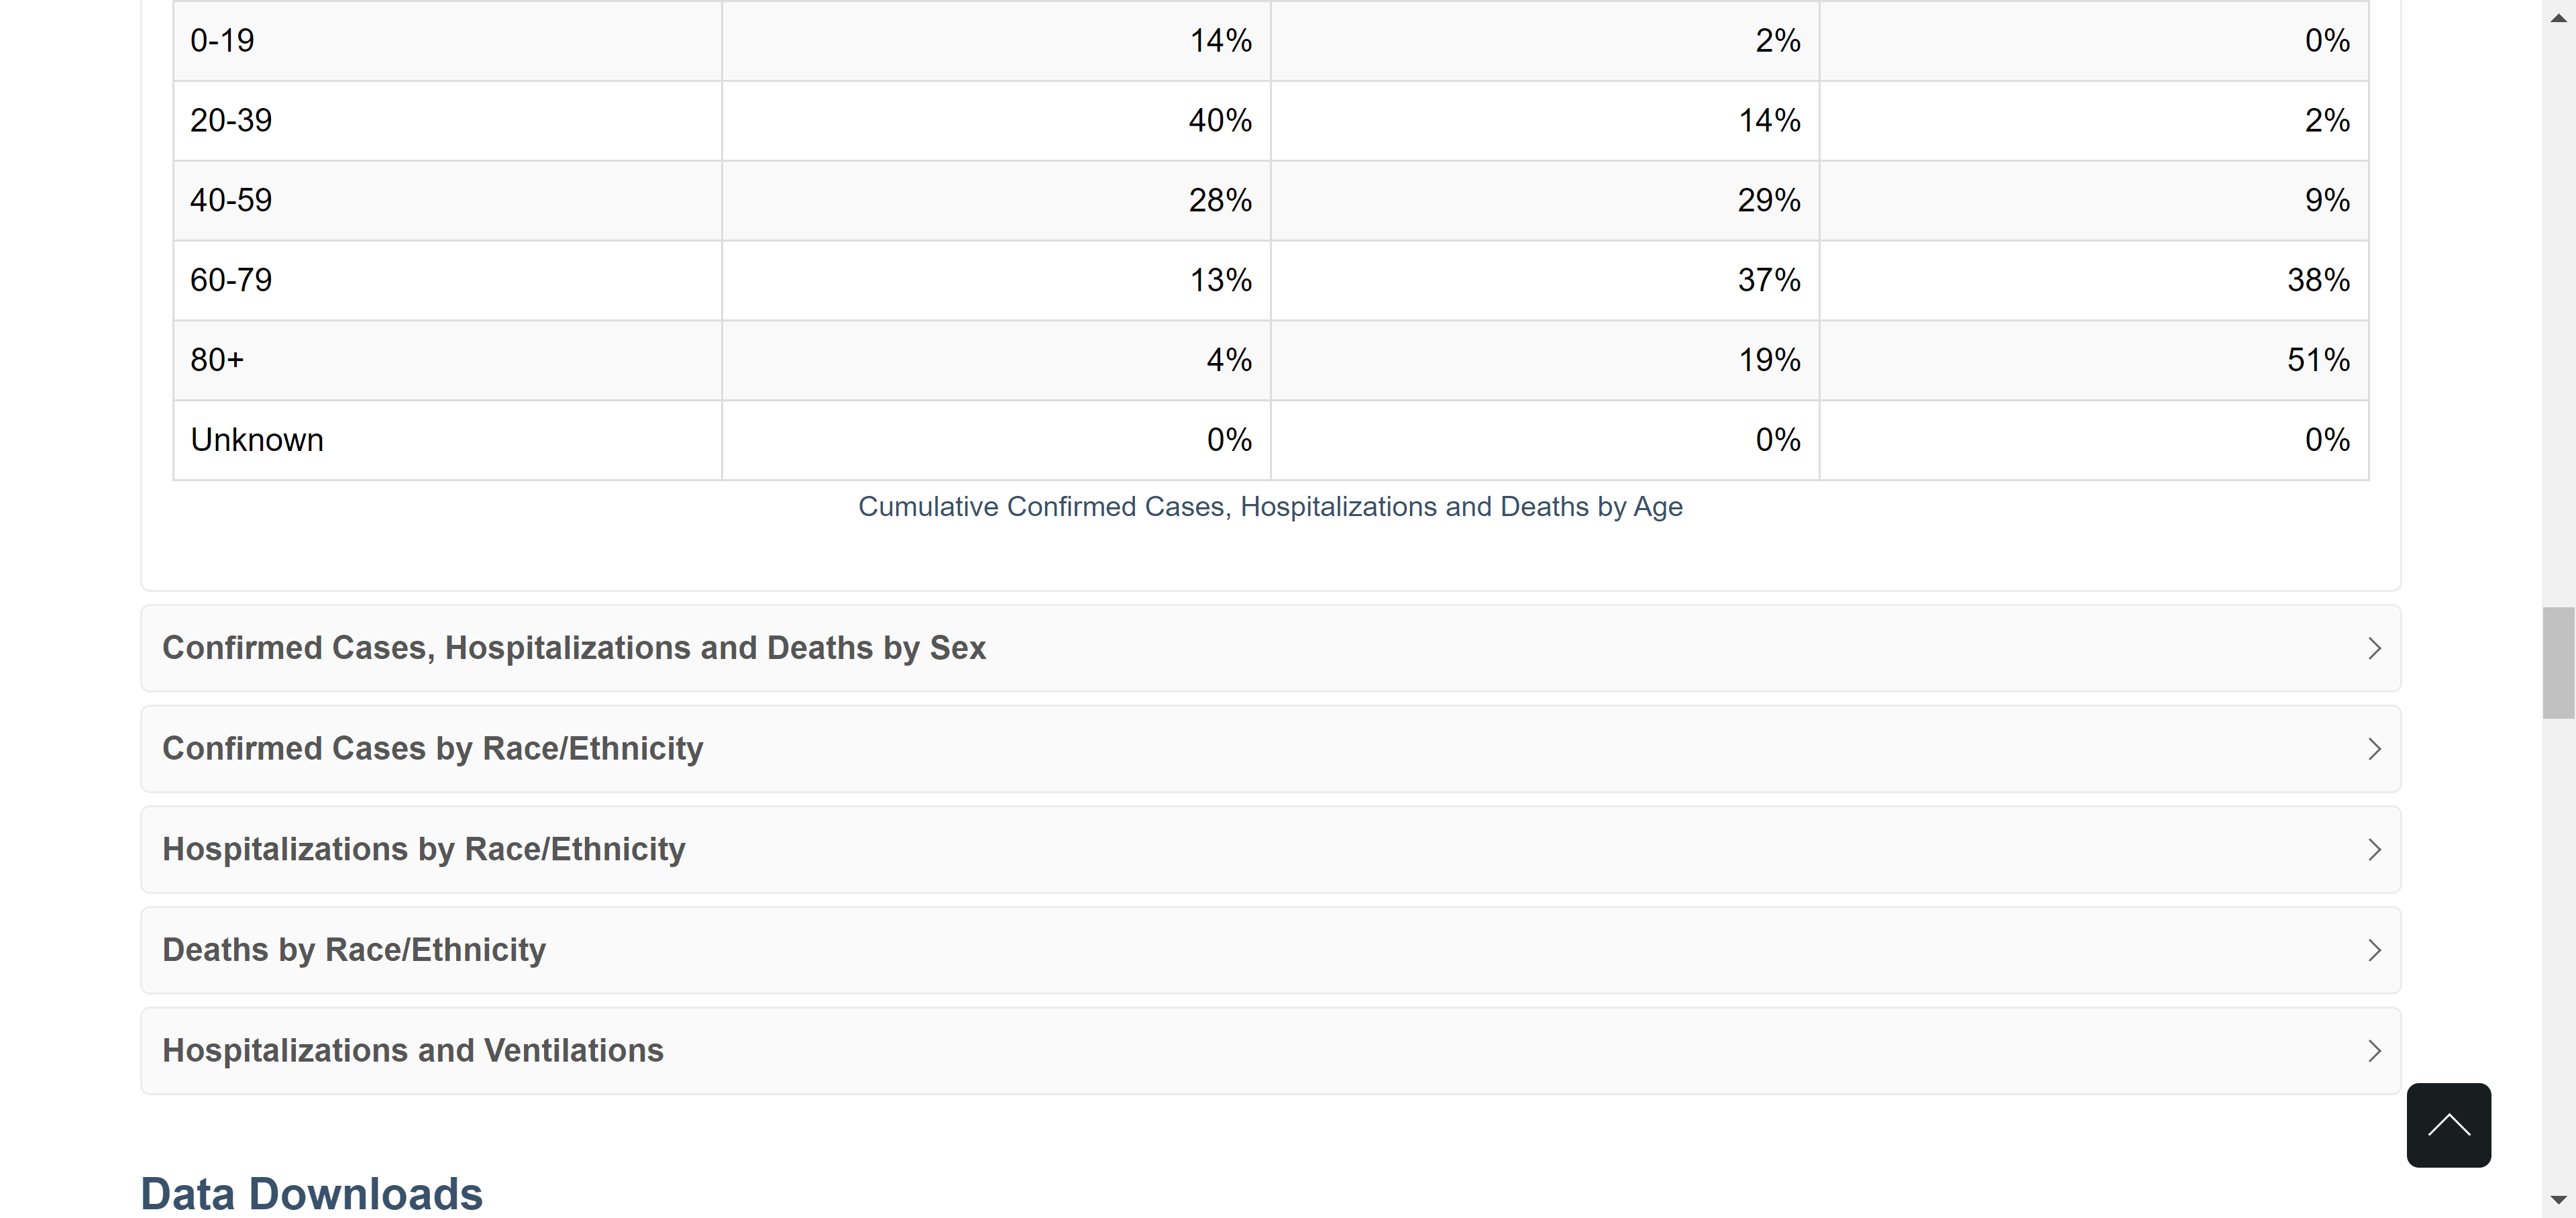 0-19 14% 2% 0%
20-39 40% 14% 2%
40-59 28% 29% 9%
60-79 13% 37% 38%
80+ 4% 19% 51%
Unknown 0% 0% 0%
Cumulative Confirmed Cases, Hospitalizations and Deaths by Age
Confirmed Cases, Hospitalizations and Deaths by Sex
Confirmed Cases by Race/Ethnicity
Hospitalizations by Race/Ethnicity
Deaths by Race/Ethnicity
Hospitalizations and Ventilations
Data Downloads